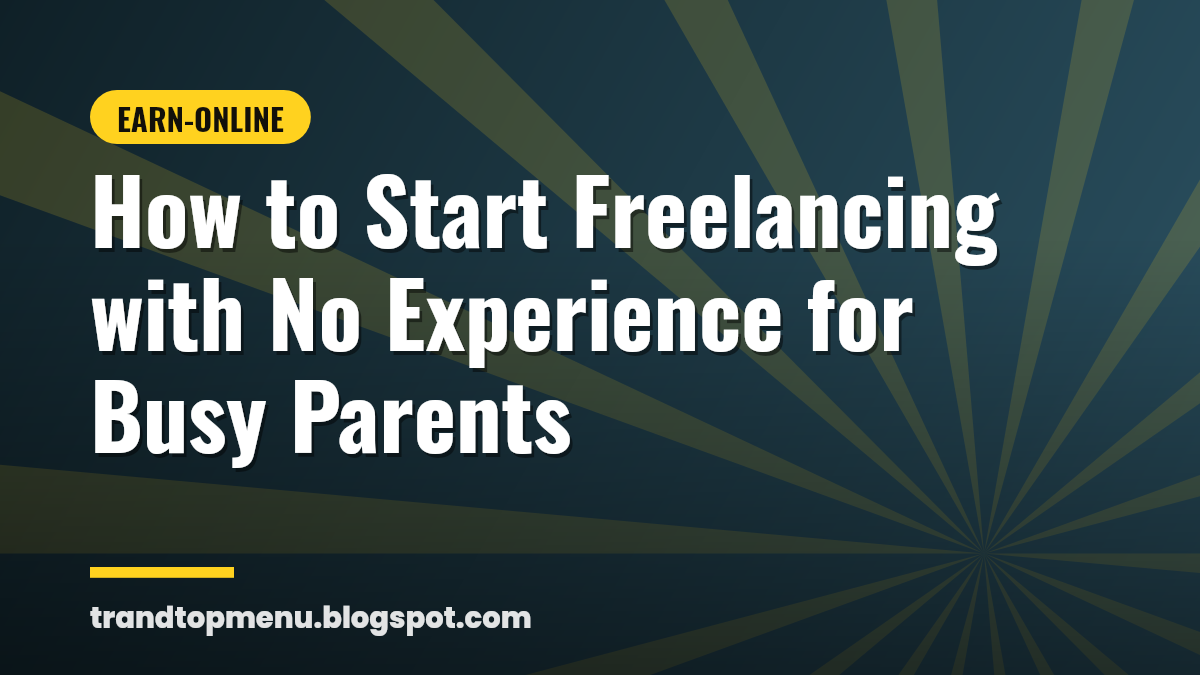 EARN-ONLINE
How to Start Freelancing
with No Experience for
Busy Parents
trandtopmenu.blogspot.com